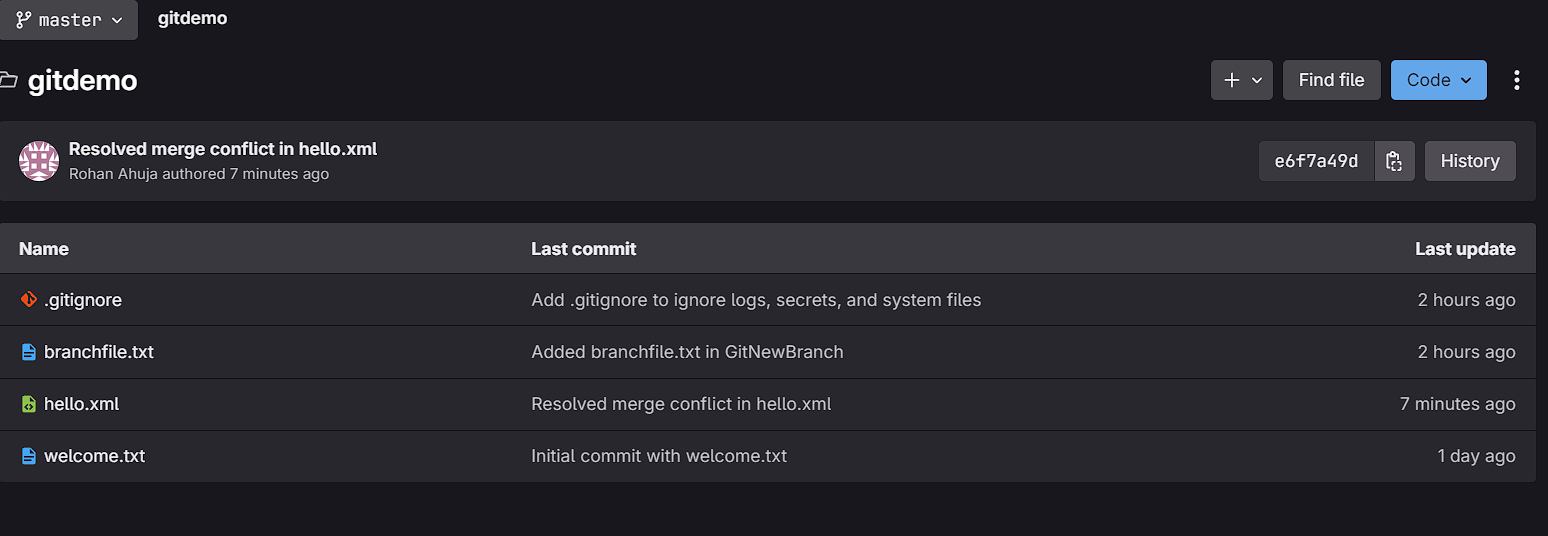 master gitdemo
gitdemo
Find file Code
Resolved merge conflict in hello.xml
Rohan Ahuja authored 7 minutes ago
e6f7a49d History
Name Last commit Last update
.gitignore Add .gitignore to ignore logs, secrets, and system files 2 hours ago
branchfile.txt Added branchfile.txt in GitNewBranch 2 hours ago
hello.xml Resolved merge conflict in hello.xml 7 minutes ago
welcome.txt Initial commit with welcome.txt 1 day ago